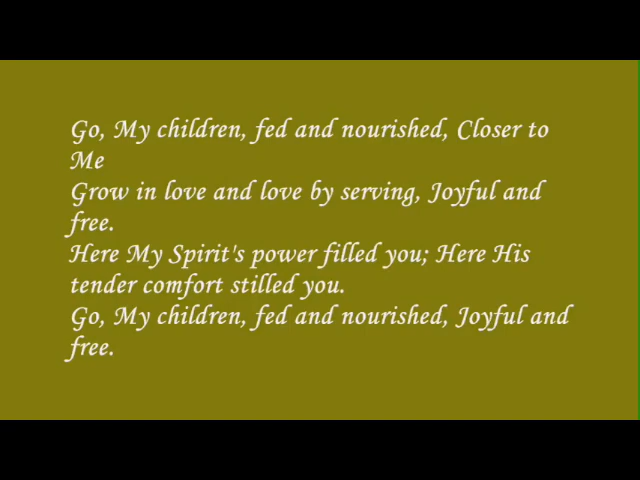 Go, My children, fed and nourished, Closer to
Me
Grow in love and love by serving, Joyful and
free.
Here My Spirit's power filled you; Here His
tender comfort stilled you.
Go, My children, fed and nourished, Joyful and
free.